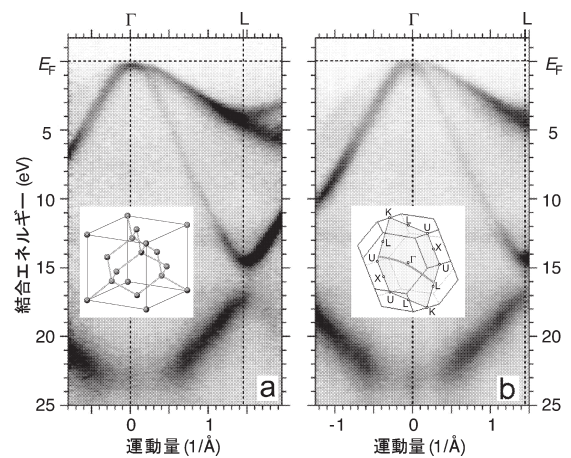 Γ L Γ L
E_F E_F
5 5
10 10
15 15
20 20
25 25
結合エネルギー (eV)
K
L U
L X
U Γ U
X L
U L K
a b
0 1 -1 0 1
運動量 (1/Å) 運動量 (1/Å)